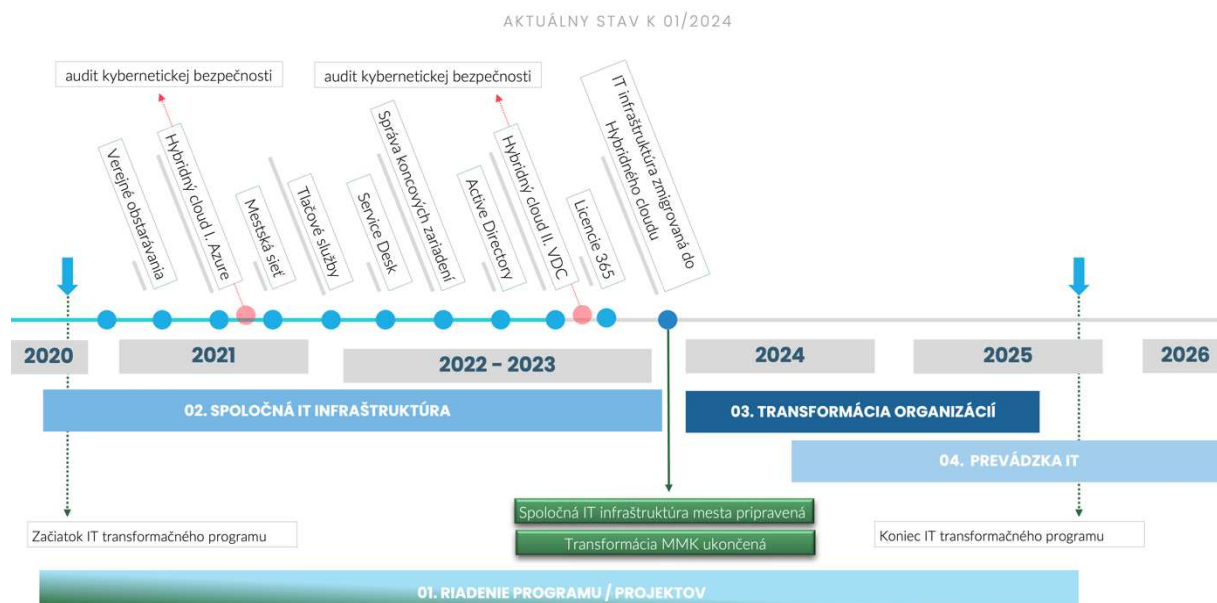 AKTUÁLNY STAV K 01/2024
audit kybernetickej bezpečnosti
audit kybernetickej bezpečnosti
Verejné obstarávania
Hybridný cloud I. Azure
Mestská sieť
Tlačové služby
Service Desk
Správa koncových zariadení
Active Directory
Hybridný cloud II. VDC
Licencie 365
IT infraštruktúra zmigrovaná do
Hybridného cloudu
2020
2021
2022 - 2023
2024
2025
2026
02. SPOLOČNÁ IT INFRAŠTRUKTÚRA
03. TRANSFORMÁCIA ORGANIZÁCIÍ
04. PREVÁDZKA IT
Začiatok IT transformačného programu
Spoločná IT infraštruktúra mesta pripravená
Transformácia MMK ukončená
Koniec IT transformačného programu
01. RIADENIE PROGRAMU / PROJEKTOV